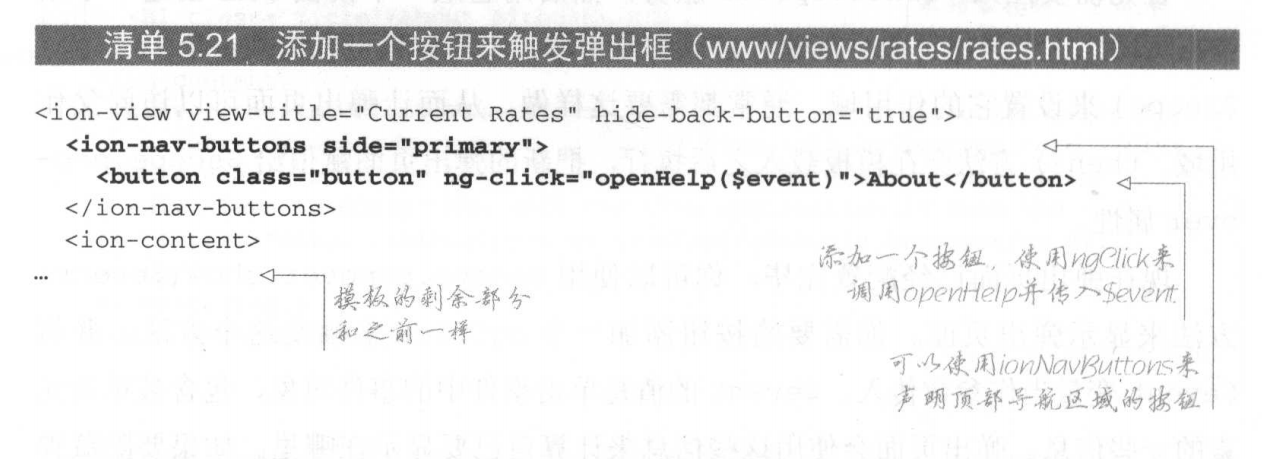 清单 5.21 添加一个按钮来触发弹出框（www/views/rates/rates.html）
<ion-view view-title="Current Rates" hide-back-button="true">
<ion-nav-buttons side="primary">
<button class="button" ng-click="openHelp($event)">About</button>
</ion-nav-buttons>
<ion-content>
…
模板的剩余部分
和之前一样
添加一个按钮，使用ngClick来
调用openHelp并传入$event
可以使用ionNavButtons来
声明顶部导航区域的按钮